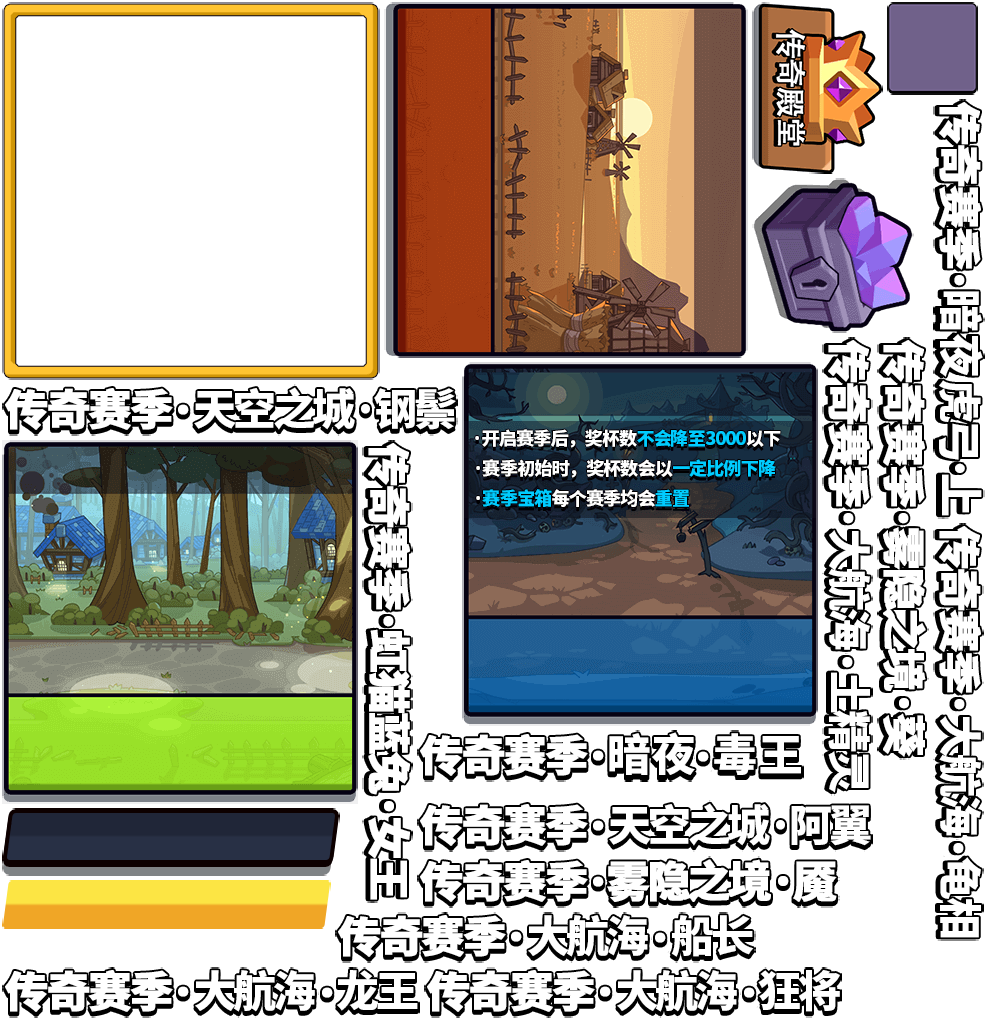 传奇殿堂
传奇赛季·暗夜虎弓·上
传奇赛季·大航海·龟相
传奇赛季·雾隐之境·葵
传奇赛季·大航海·土精灵
传奇赛季·天空之城·钢鬃
·开启赛季后，奖杯数不会降至3000以下
·赛季初始时，奖杯数会以一定比例下降
·赛季宝箱每个赛季均会重置
传奇赛季·虹猫蓝兔·女王
传奇赛季·暗夜·毒王
传奇赛季·天空之城·阿翼
传奇赛季·雾隐之境·魇
传奇赛季·大航海·船长
传奇赛季·大航海·龙王
传奇赛季·大航海·狂将